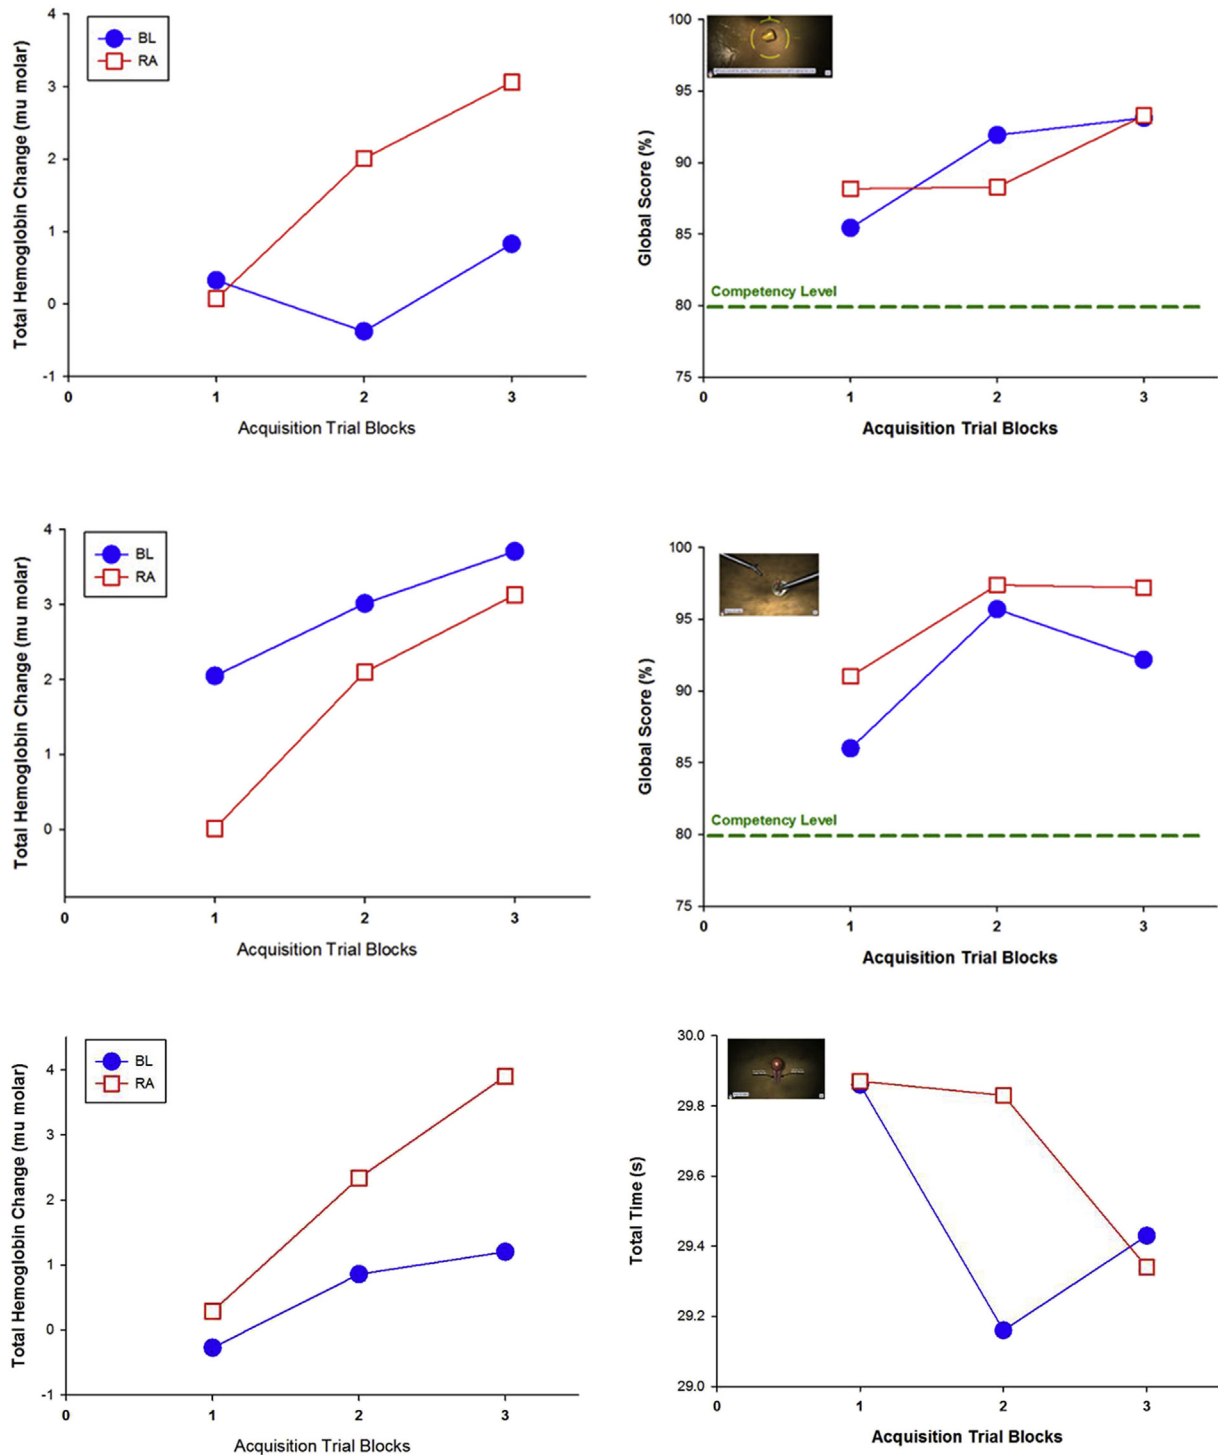 4
3
2
1
0
-1
Total Hemoglobin Change (mu molar)
BL
RA
0
1
2
3
Acquisition Trial Blocks
100
95
90
85
80
75
Global Score (%)
Competency Level
0
1
2
3
Acquisition Trial Blocks
4
3
2
1
0
Total Hemoglobin Change (mu molar)
BL
RA
0
1
2
3
Acquisition Trial Blocks
100
95
90
85
80
75
Global Score (%)
Competency Level
0
1
2
3
Acquisition Trial Blocks
4
3
2
1
0
-1
Total Hemoglobin Change (mu molar)
BL
RA
0
1
2
3
Acquisition Trial Blocks
30.0
29.8
29.6
29.4
29.2
29.0
Total Time (s)
0
1
2
3
Acquisition Trial Blocks